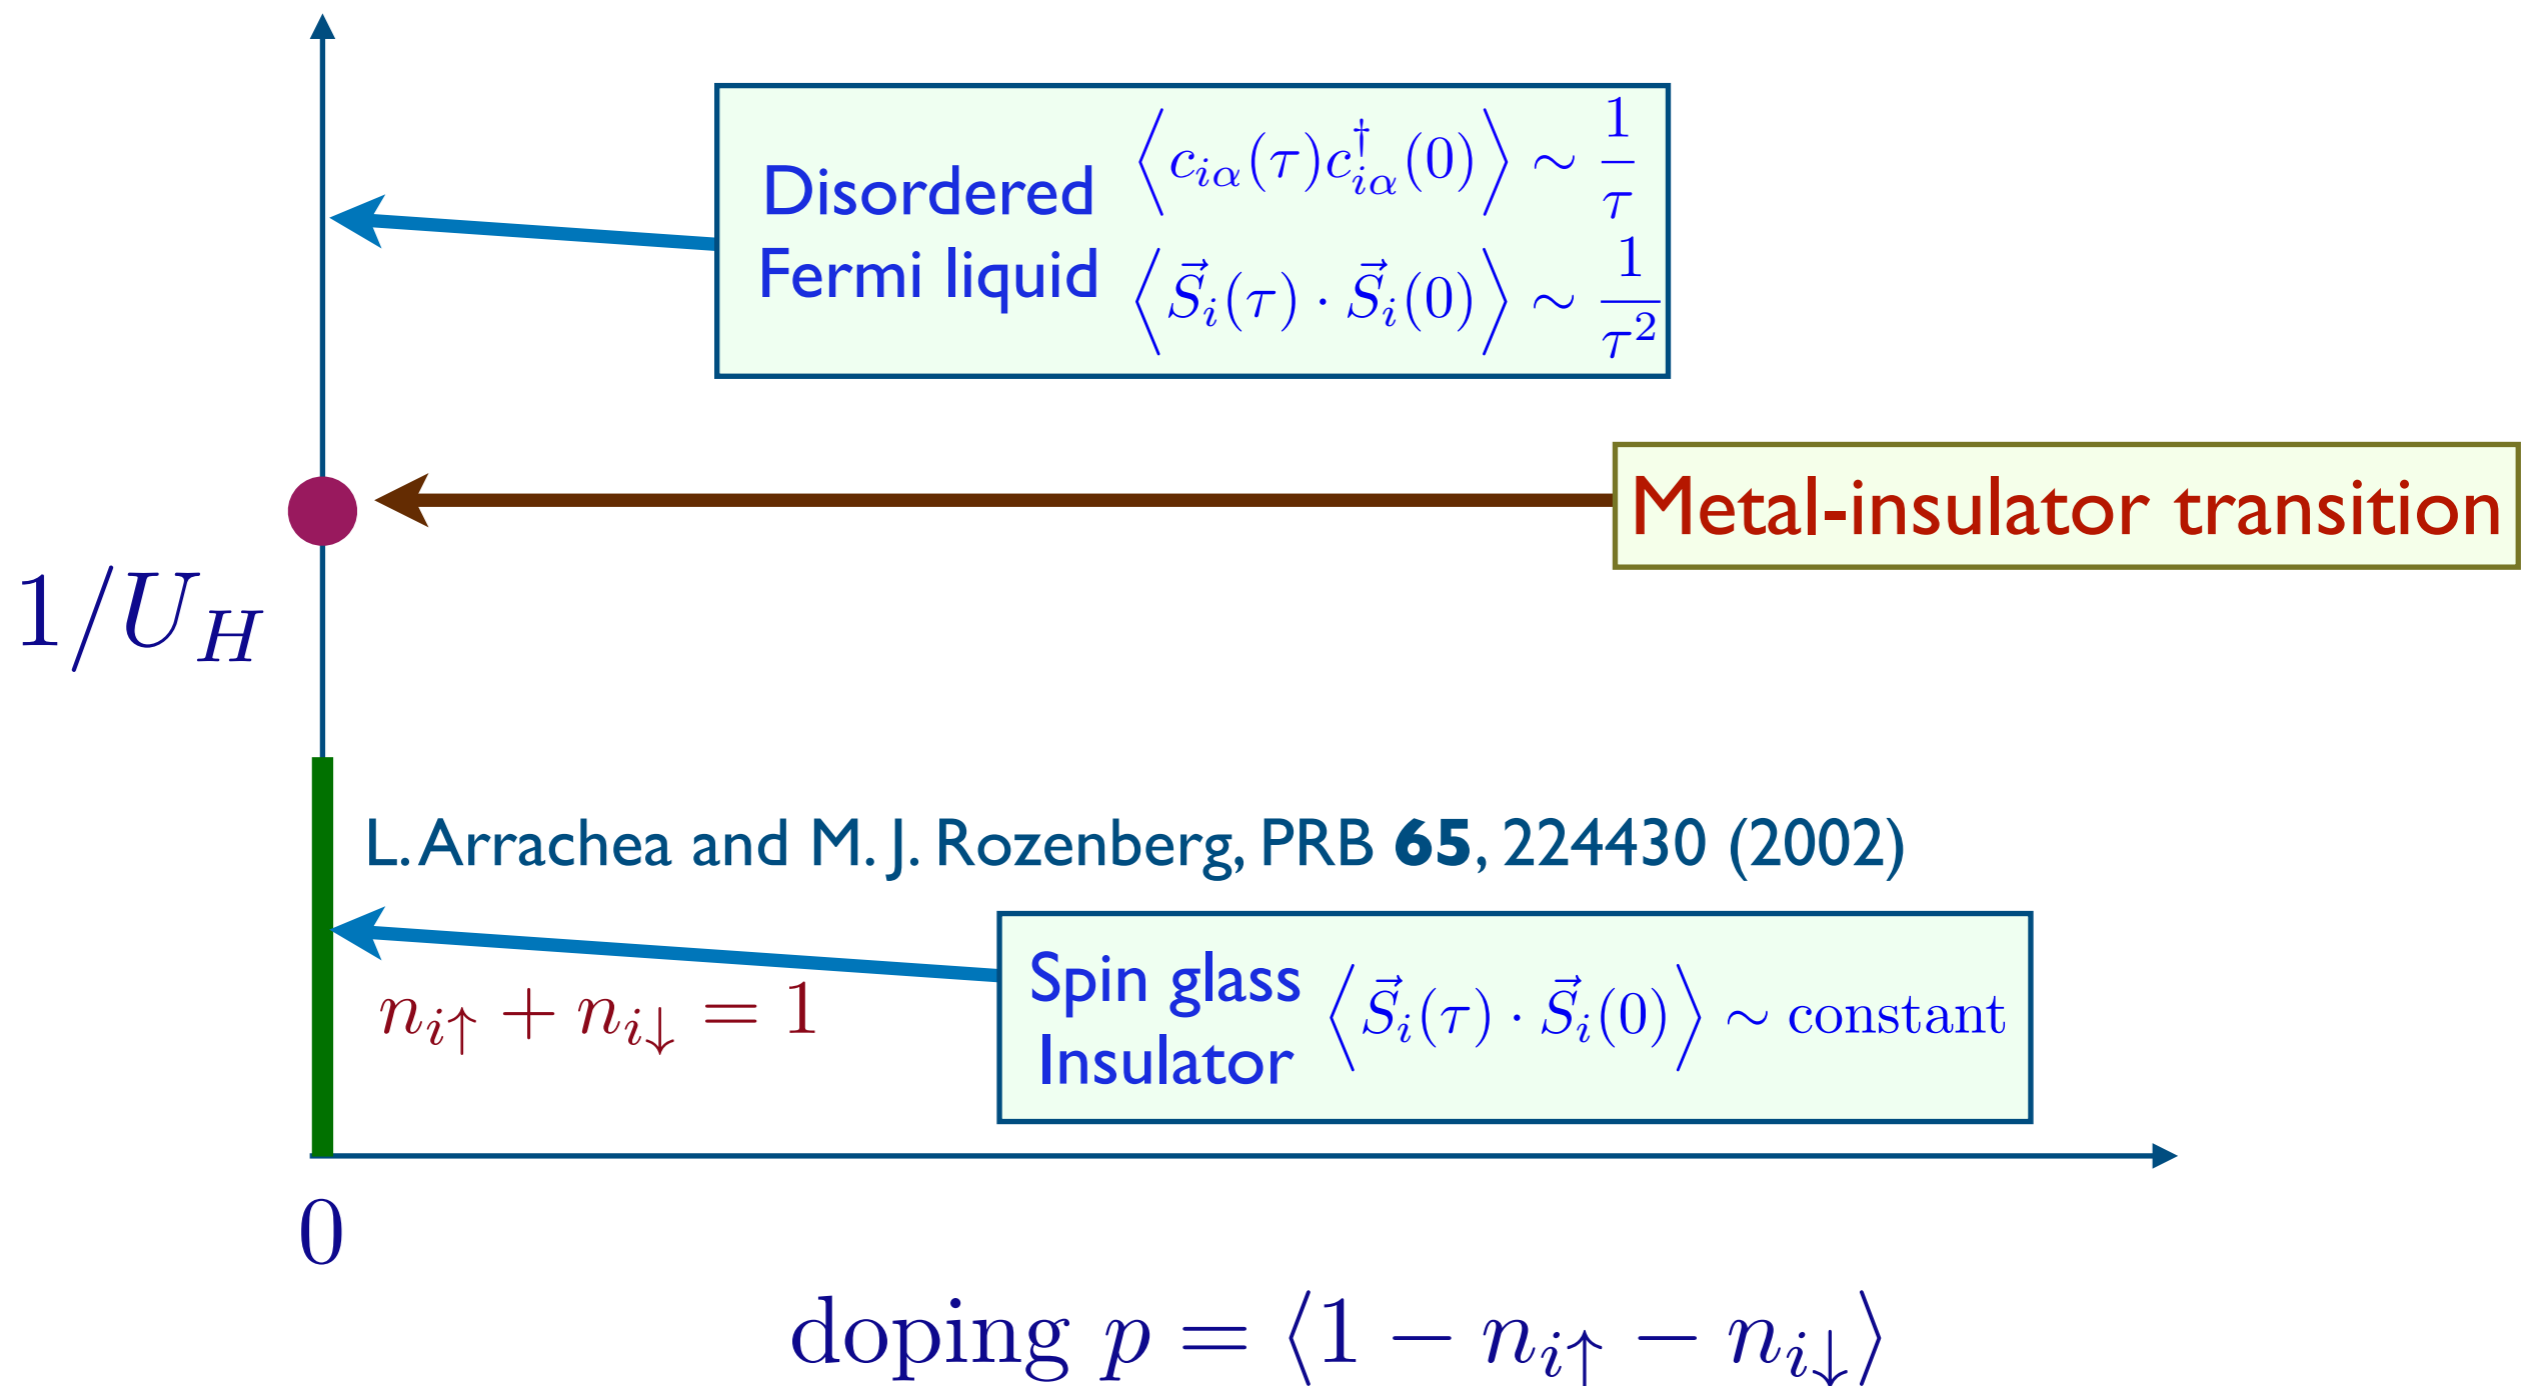 Disordered
Fermi liquid
⟨c_{iα}(τ)c†_{iα}(0)⟩ ∼ 1/τ
⟨S⃗_i(τ) · S⃗_i(0)⟩ ∼ 1/τ²
Metal-insulator transition
1/U_H
L. Arrachea and M. J. Rozenberg, PRB 65, 224430 (2002)
n_{i↑} + n_{i↓} = 1
Spin glass
Insulator
⟨S⃗_i(τ) · S⃗_i(0)⟩ ∼ constant
0
doping p = ⟨1 − n_{i↑} − n_{i↓}⟩